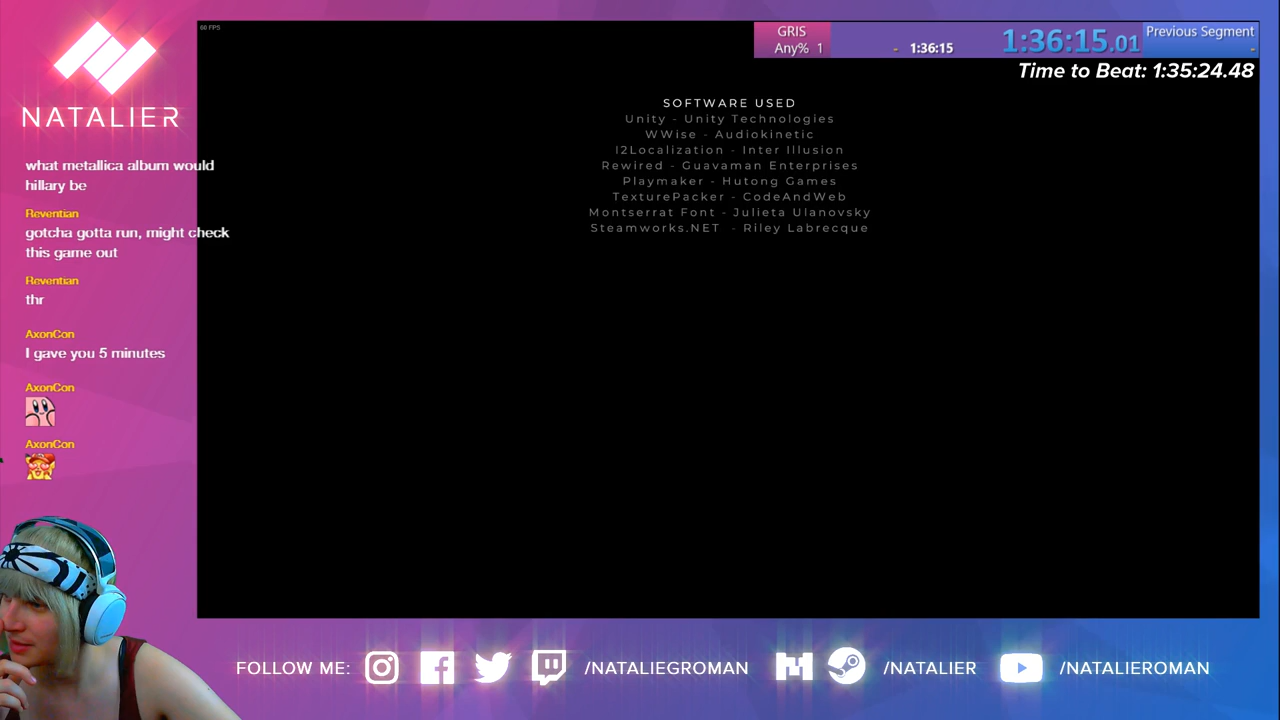 NATALIER
what metallica album would
hillary be
Reventian
gotcha gotta run, might check
this game out
Reventian
thr
AxonCon
I gave you 5 minutes
AxonCon
AxonCon
66 FPS
GRIS
Any% 1
- 1:36:15
1:36:15.01
Previous Segment
-
Time to Beat: 1:35:24.48
SOFTWARE USED
Unity - Unity Technologies
WWise - Audiokinetic
I2Localization - Inter Illusion
Rewired - Guavaman Enterprises
Playmaker - Hutong Games
TexturePacker - CodeAndWeb
Montserrat Font - Julieta Ulanovsky
Steamworks.NET - Riley Labrecque
FOLLOW ME: /NATALIEGROMAN /NATALIER /NATALIEROMAN